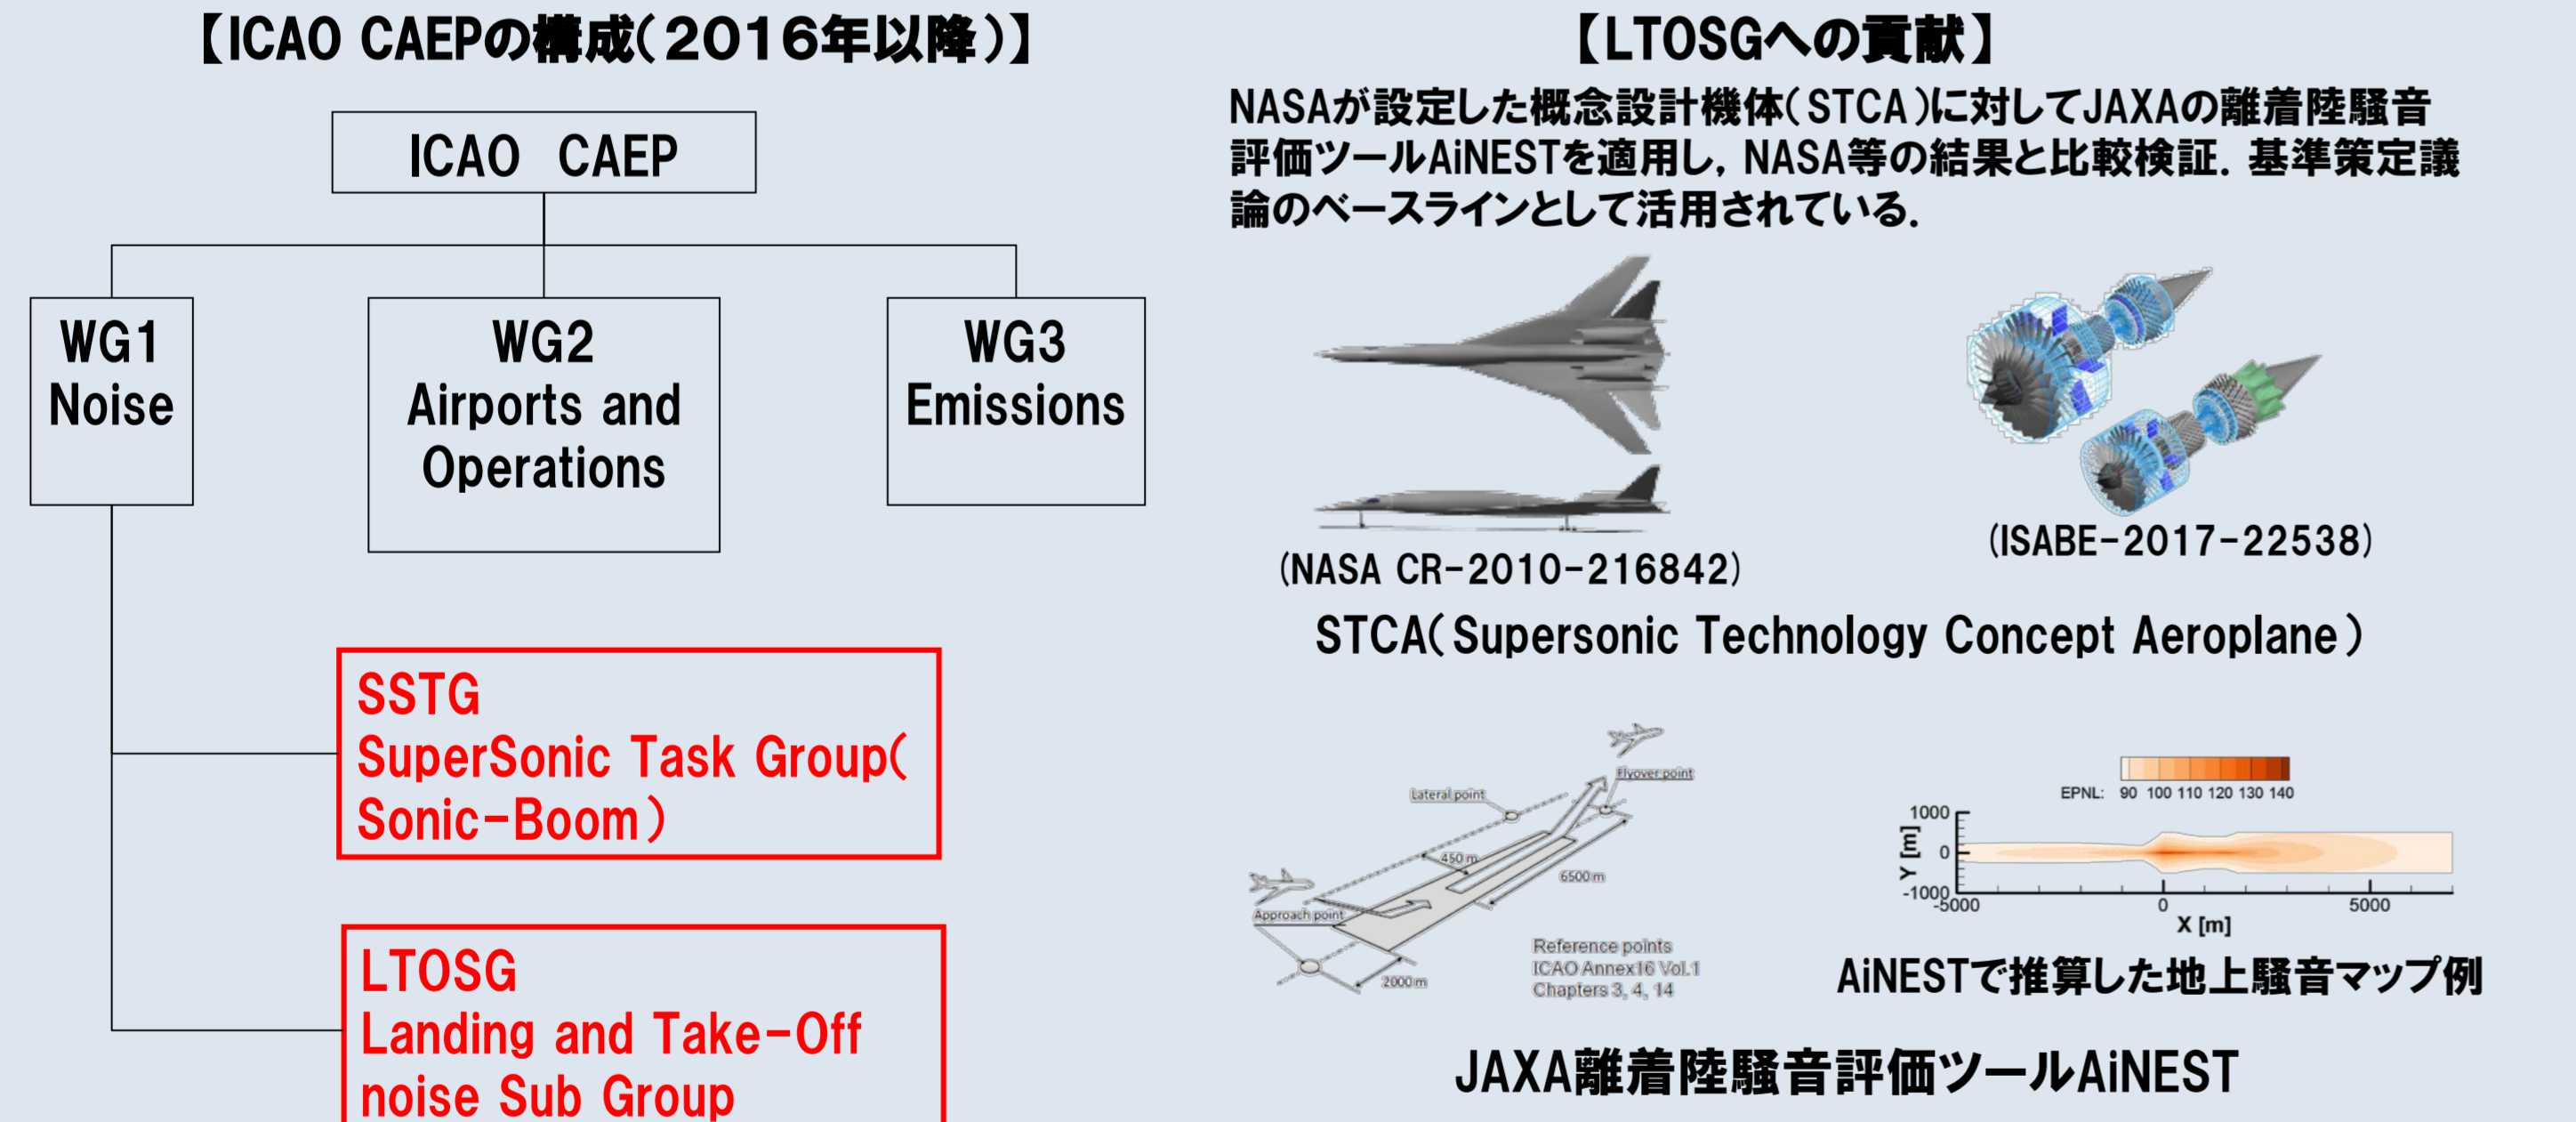 【ICAO CAEPの構成(2016年以降)】
ICAO CAEP
WG1
Noise
WG2
Airports and
Operations
WG3
Emissions
SSTG
SuperSonic Task Group(
Sonic-Boom)
LTOSG
Landing and Take-Off
noise Sub Group
【LTOSGへの貢献】
NASAが設定した概念設計機体(STCA)に対してJAXAの離着陸騒音
評価ツールAiNESTを適用し,NASA等の結果と比較検証.基準策定議
論のベースラインとして活用されている.
(NASA CR-2010-216842)
(ISABE-2017-22538)
STCA(Supersonic Technology Concept Aeroplane)
Flyover point
Lateral point
450 m
6500 m
Approach point
2000 m
Reference points
ICAO Annex16 Vol.1
Chapters 3, 4, 14
EPNL: 90 100 110 120 130 140
1000
0
-1000
Y [m]
-5000 0 5000
X [m]
AiNESTで推算した地上騒音マップ例
JAXA離着陸騒音評価ツールAiNEST